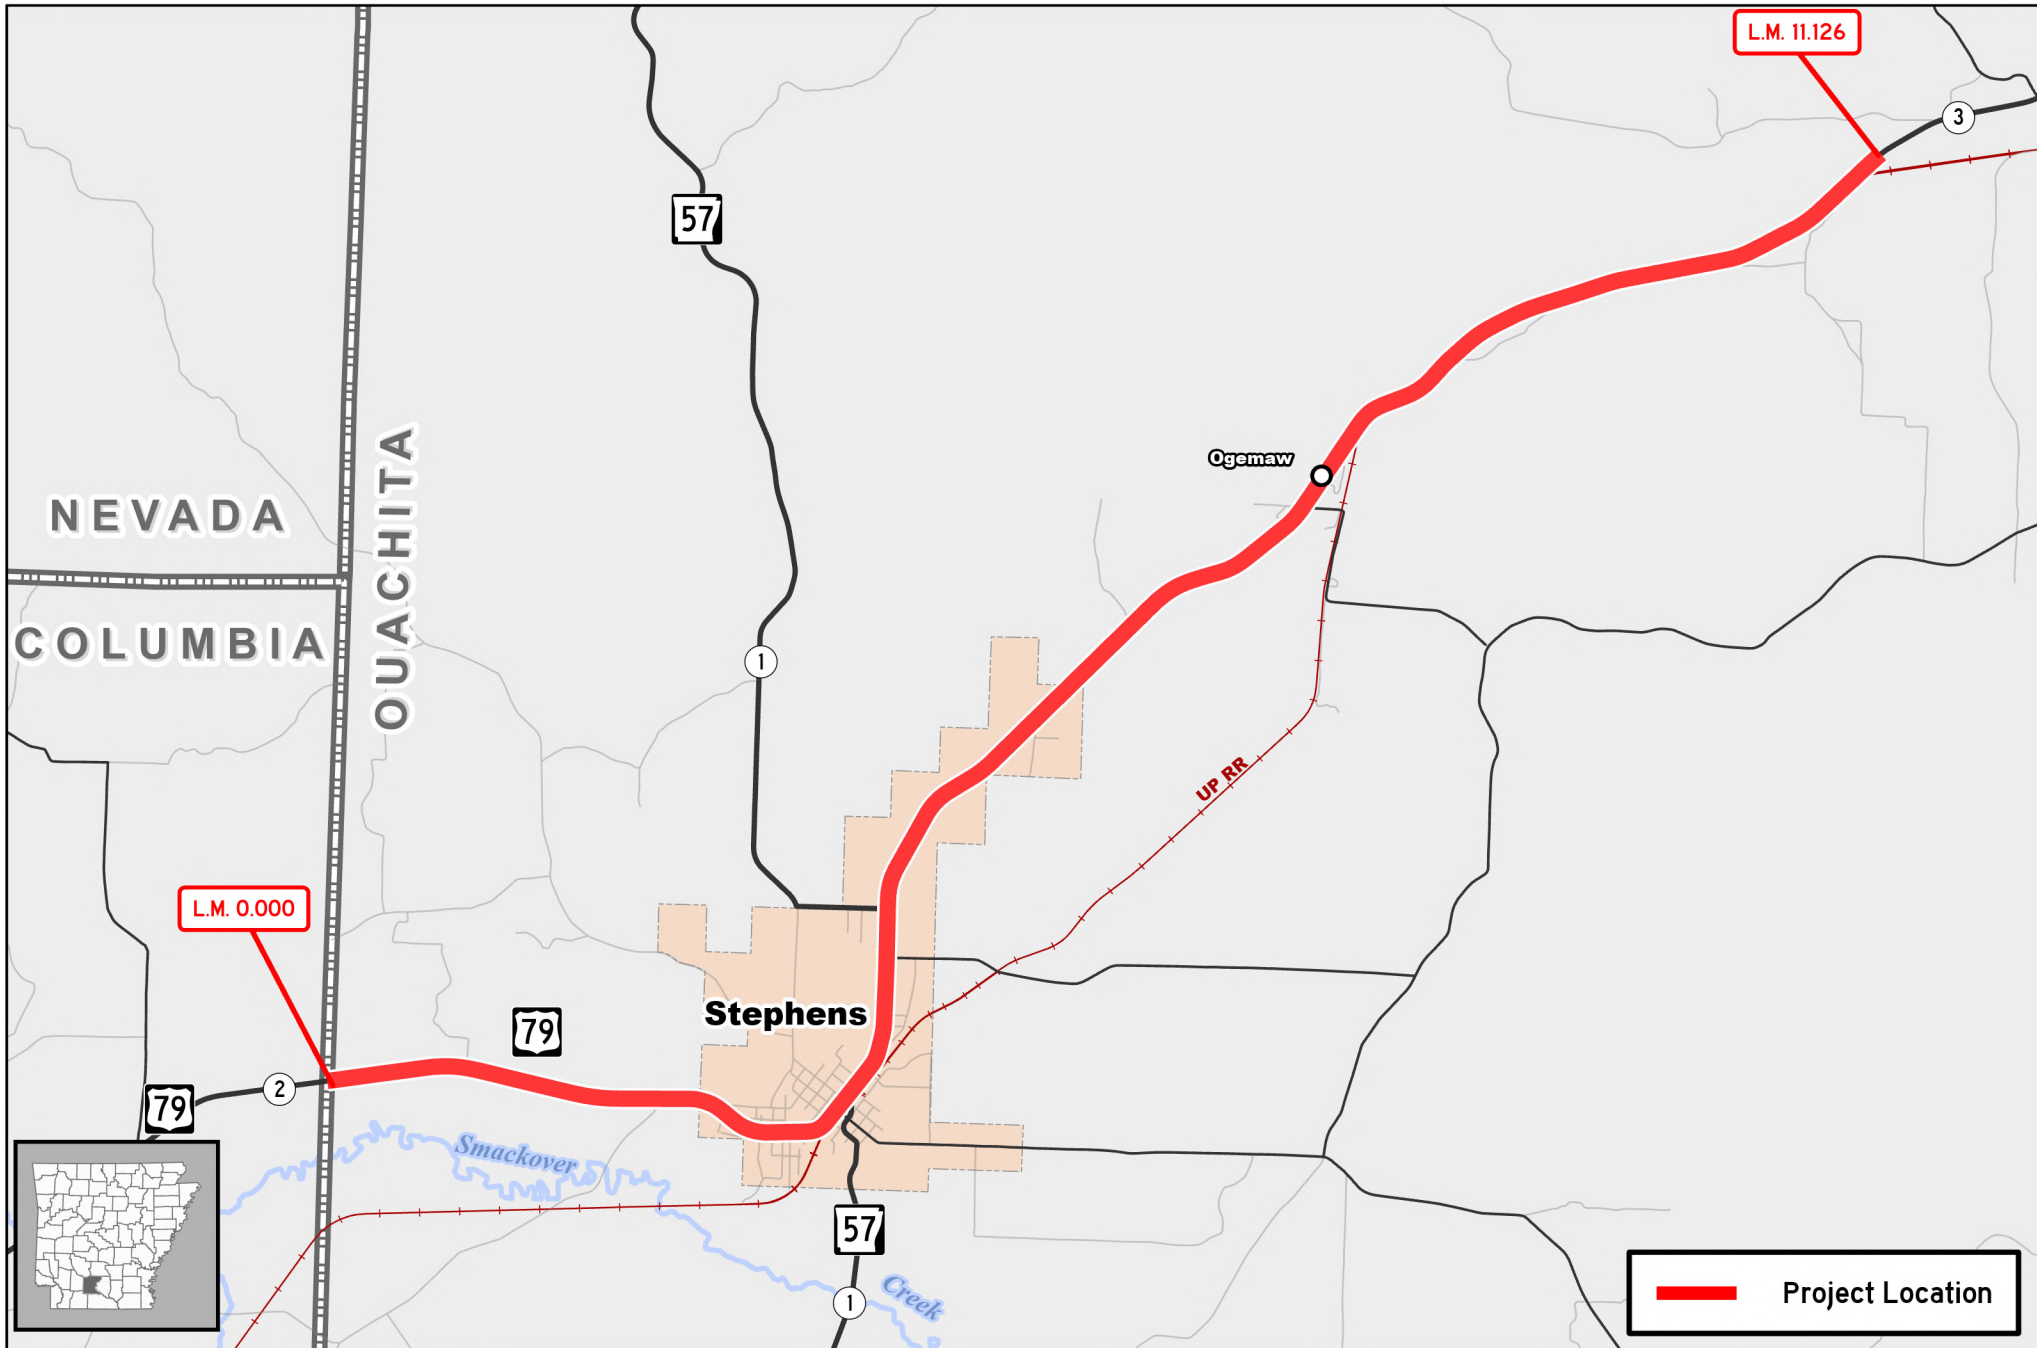 L.M. 11.126
3
57
Ogemaw
NEVADA
OUACHITA
COLUMBIA
1
UP RR
L.M. 0.000
Stephens
79
2
79
Smackover
57
Creek
1
Project Location